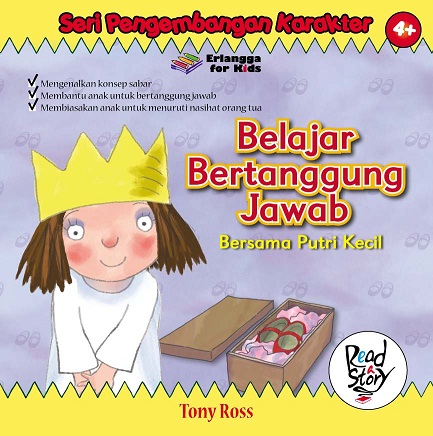 Seri Pengembangan Karakter
4+
Erlangga
for Kids
Mengenalkan konsep sabar
Membantu anak untuk bertanggung jawab
Membiasakan anak untuk menuruti nasihat orang tua
Belajar
Bertanggung
Jawab
Bersama Putri Kecil
Read
a
Story
Tony Ross